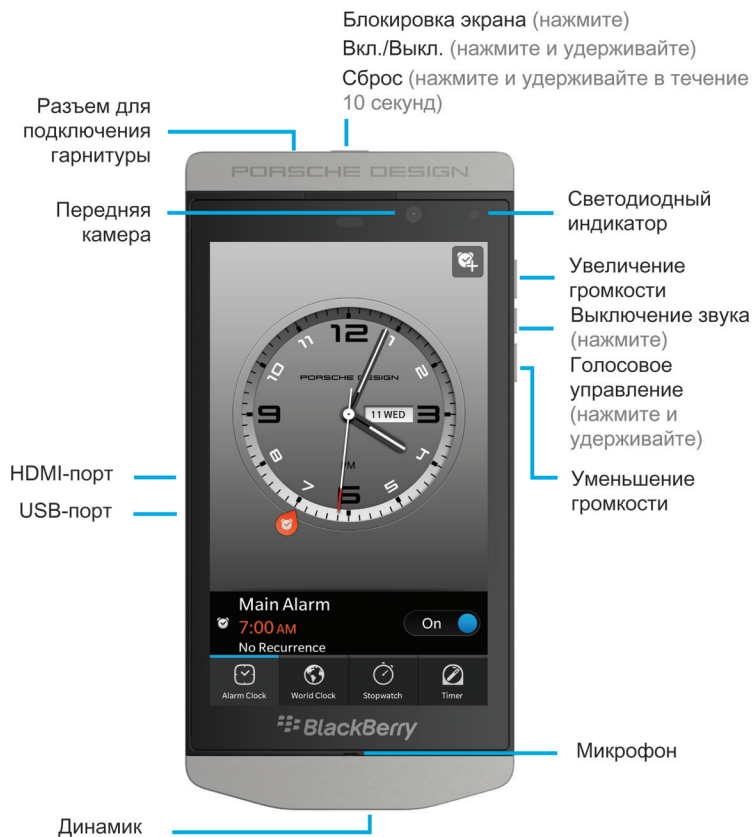 Блокировка экрана (нажмите)
Вкл./Выкл. (нажмите и удерживайте)
Сброс (нажмите и удерживайте в течение
10 секунд)
Разъем для
подключения
гарнитуры
PORSCHE DESIGN
Передняя
камера
Светодиодный
индикатор
Увеличение
громкости
Выключение звука
(нажмите)
Голосовое
управление
(нажмите и
удерживайте)
Уменьшение
громкости
12
1
2
3
4
5
6
7
8
9
10
11
PORSCHE DESIGN
11 WED
PM
HDMI-порт
USB-порт
Main Alarm
7:00 AM
No Recurrence
On
Alarm Clock
World Clock
Stopwatch
Timer
BlackBerry
Микрофон
Динамик